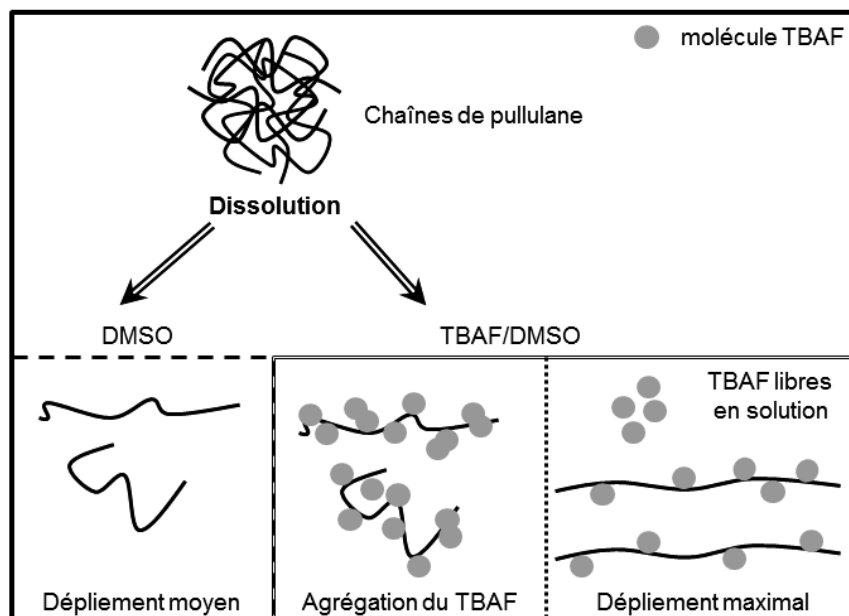 molécule TBAF
Chaînes de pullulane
Dissolution
DMSO
TBAF/DMSO
TBAF libres
en solution
Dépliement moyen
Agrégation du TBAF
Dépliement maximal